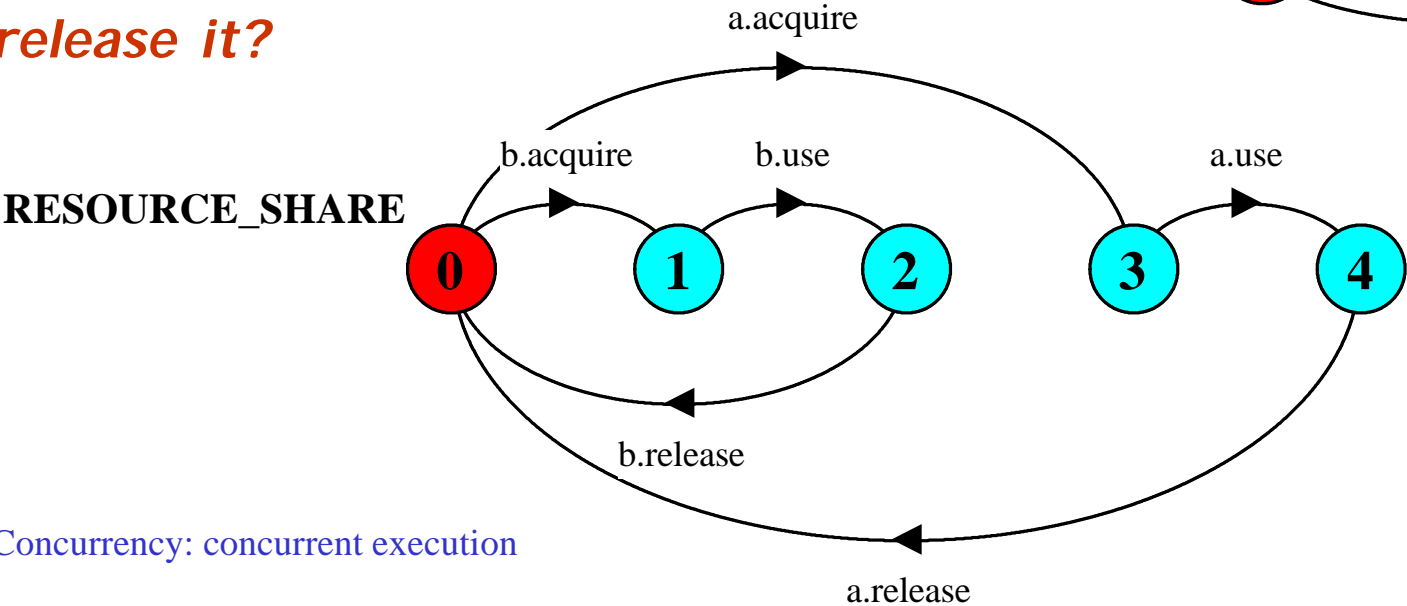 release it?
a.acquire
b.acquire
b.use
a.use
RESOURCE_SHARE
0
1
2
3
4
b.release
Concurrency: concurrent execution
a.release